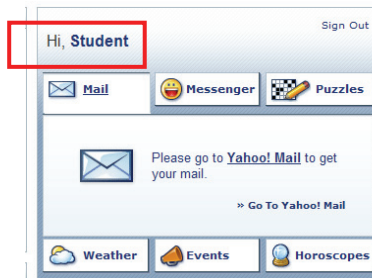 Sign Out
Hi, Student
Mail
Messenger
Puzzles
Please go to Yahoo! Mail to get
your mail.
» Go To Yahoo! Mail
Weather
Events
Horoscopes